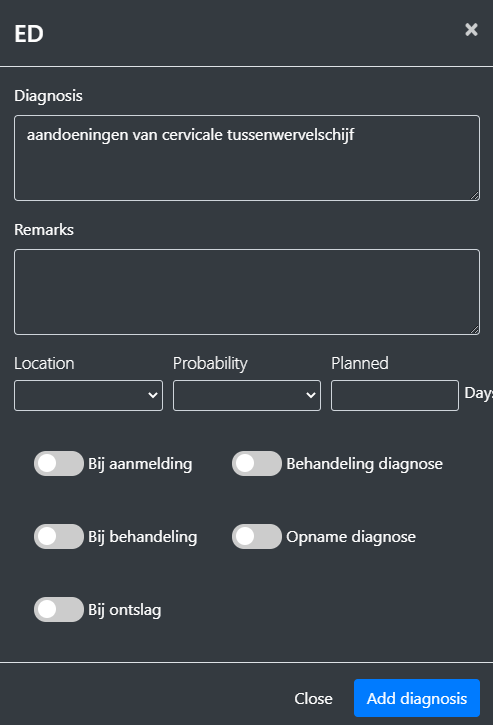 ED
×
Diagnosis
aandoeningen van cervicale tussenwervelschijf
Remarks
Location Probability Planned
Days
Bij aanmelding Behandeling diagnose
Bij behandeling Opname diagnose
Bij ontslag
Close Add diagnosis